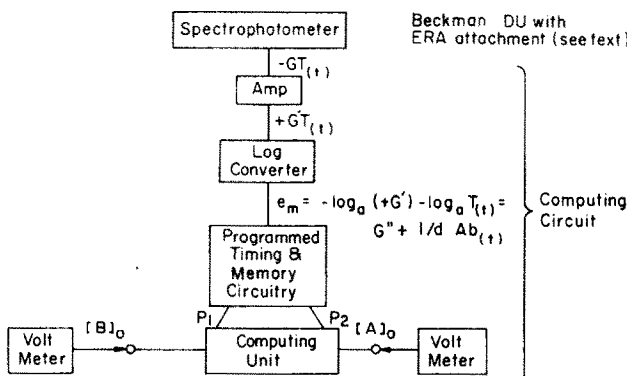 Spectrophotometer
Beckman DU with
ERA attachment (see text)
-GT(t)
Amp
+G'T(t)
Log
Converter
em = -loga (+G') -loga T(t) =
G" + 1/d Ab(t)
Computing
Circuit
Programmed
Timing &
Memory
Circuitry
P1
P2
[B]o
[A]o
Volt
Meter
Computing
Unit
Volt
Meter